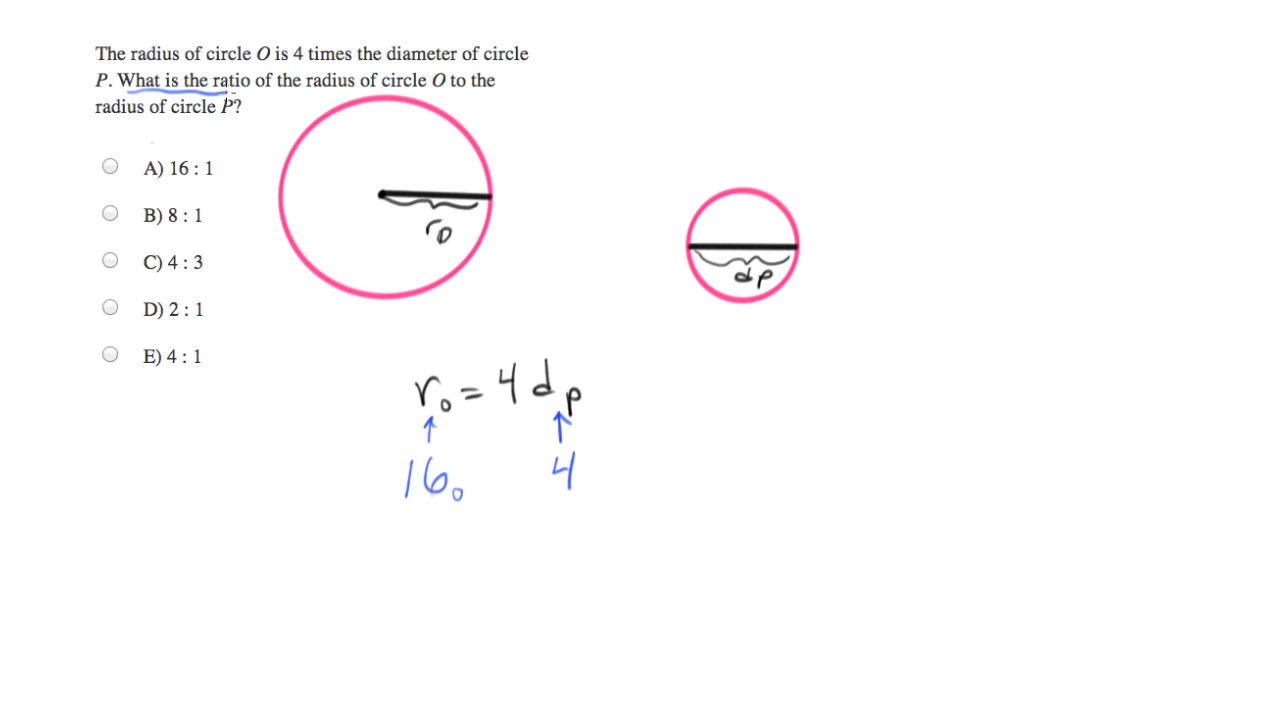 The radius of circle O is 4 times the diameter of circle
P. What is the ratio of the radius of circle O to the
radius of circle P?
A) 16 : 1
B) 8 : 1
C) 4 : 3
D) 2 : 1
E) 4 : 1
rO
dP
rO = 4dP
16O
4